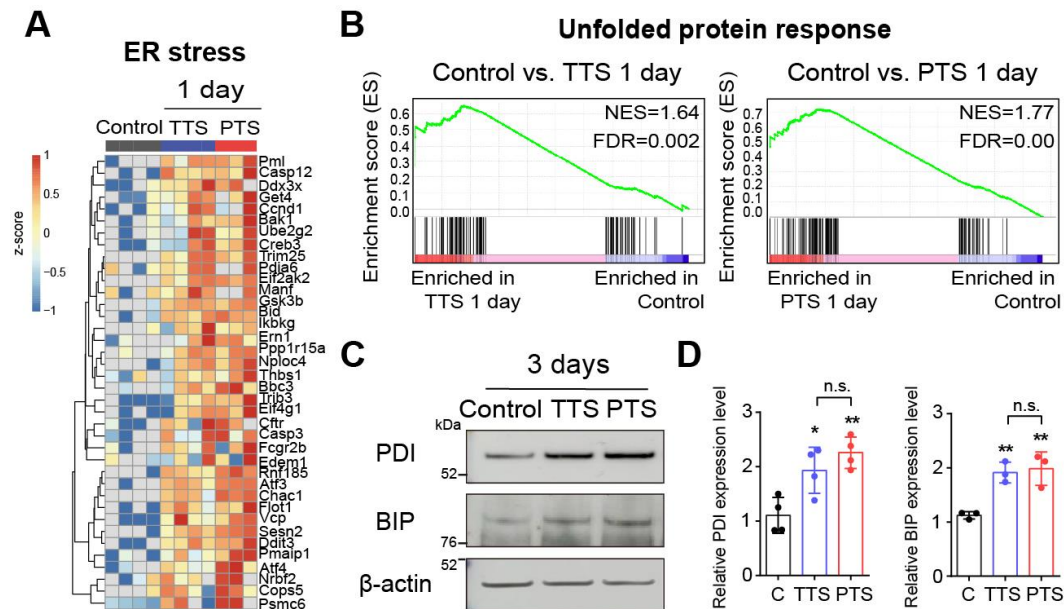 A
ER stress
1 day
Control TTS PTS
z-score
1
0.5
0
−0.5
−1
Pml
Casp12
Ddx3x
Get4
Ccnd1
Bak1
Ube2g2
Creb3
Trim25
Pdia6
Eif2ak2
Manf
Gsk3b
Bid
Ikbkg
Ern1
Ppp1r15a
Nploc4
Thbs1
Bbc3
Trib3
Eif4g1
Cftr
Casp3
Fcgr2b
Edem1
Rnf185
Atf3
Chac1
Flot1
Vcp
Sesn2
Ddit3
Pmaip1
Atf4
Nrbf2
Cops5
Psmc6
B
Unfolded protein response
Control vs. TTS 1 day
Enrichment score (ES)
0.6
0.5
0.4
0.3
0.2
0.1
0.0
NES=1.64
FDR=0.002
Enriched in
TTS 1 day
Enriched in
Control
Control vs. PTS 1 day
Enrichment score (ES)
0.7
0.6
0.5
0.4
0.3
0.2
0.1
0.0
NES=1.77
FDR=0.00
Enriched in
PTS 1 day
Enriched in
Control
C
3 days
Control TTS PTS
kDa
PDI
52
BIP
76
52
β-actin
D
Relative PDI expression level
3
2
1
0
n.s.
*
**
C TTS PTS
Relative BIP expression level
3
2
1
0
n.s.
**
**
C TTS PTS